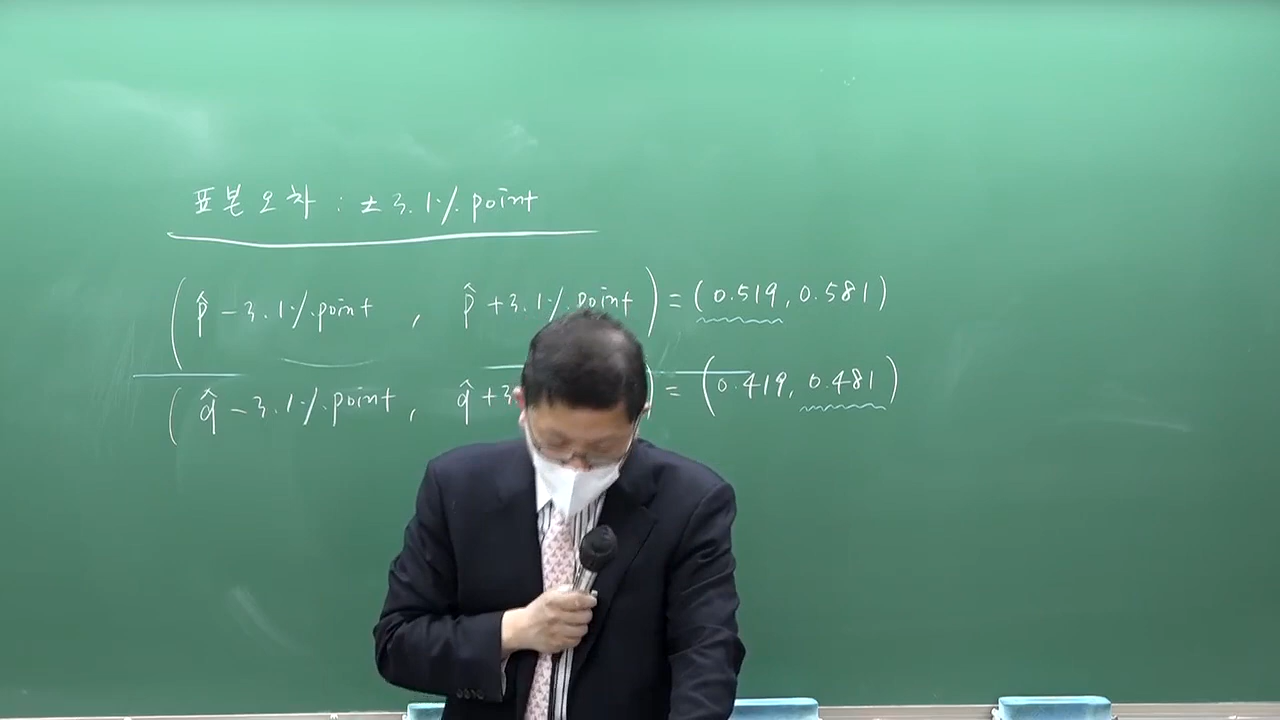 표본오차 : ± 3.1% point
( p̂ - 3.1% point , p̂ + 3.1% point ) = (0.519, 0.581)
( q̂ - 3.1% point , q̂ + 3. ) = (0.419, 0.481)